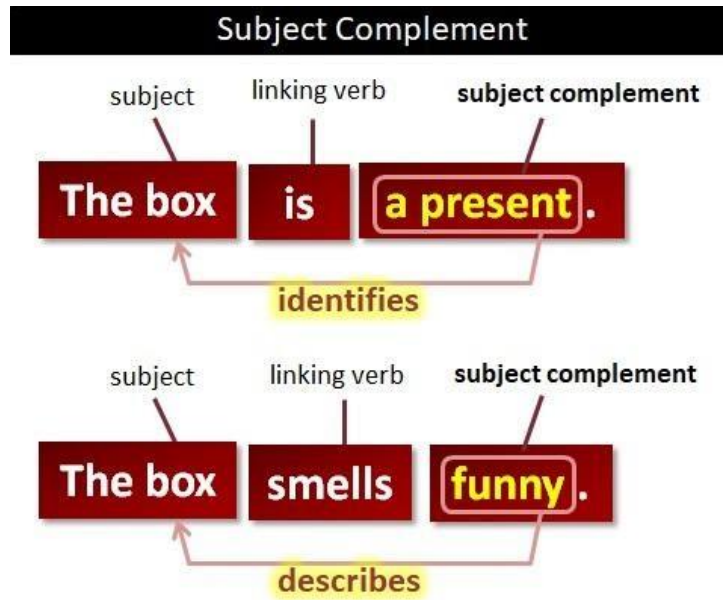 Subject Complement
subject linking verb subject complement
The box is a present.
identifies
subject linking verb subject complement
The box smells funny.
describes